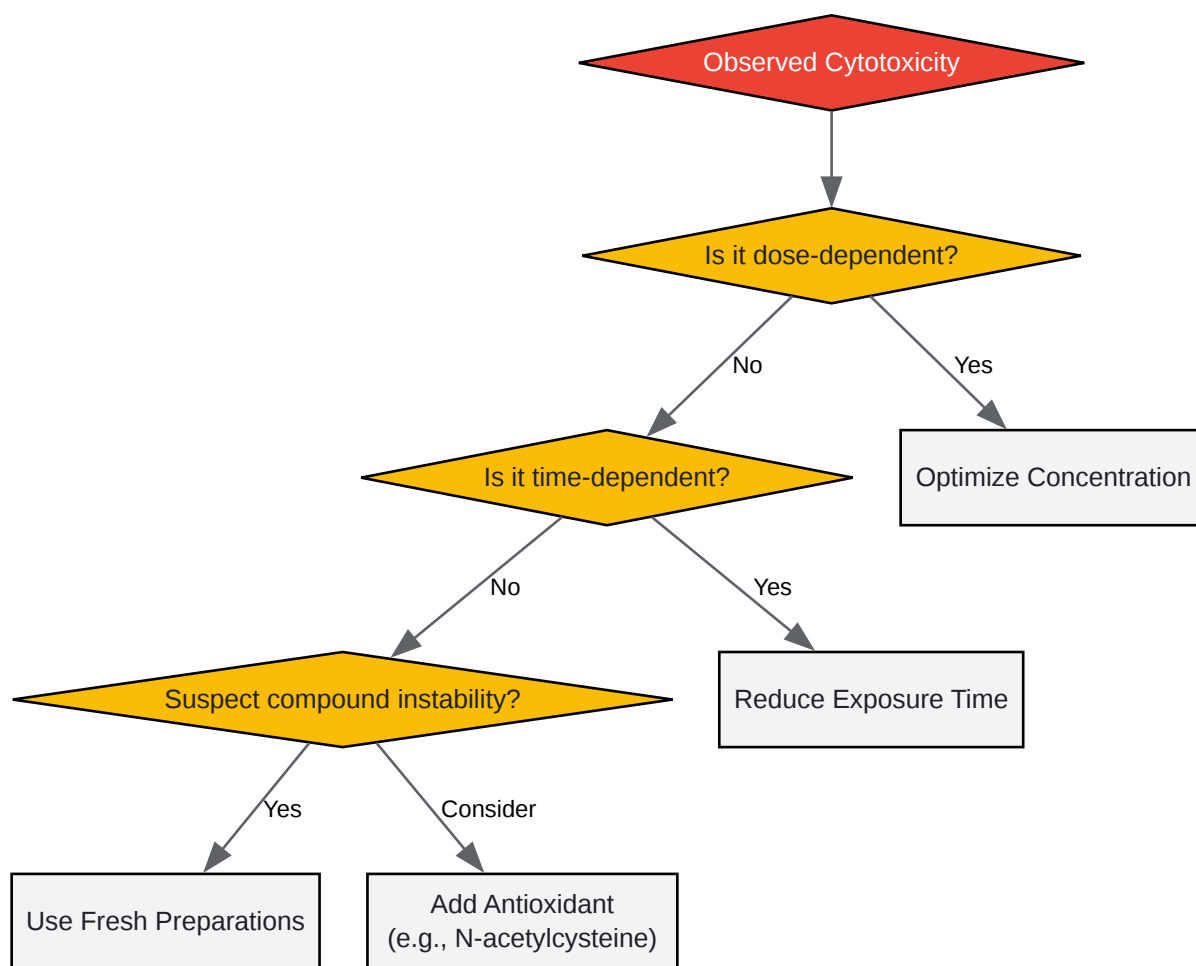 Observed Cytotoxicity
Is it dose-dependent?
No
Yes
Is it time-dependent?
Optimize Concentration
No
Yes
Suspect compound instability?
Reduce Exposure Time
Yes
Consider
Use Fresh Preparations
Add Antioxidant
(e.g., N-acetylcysteine)